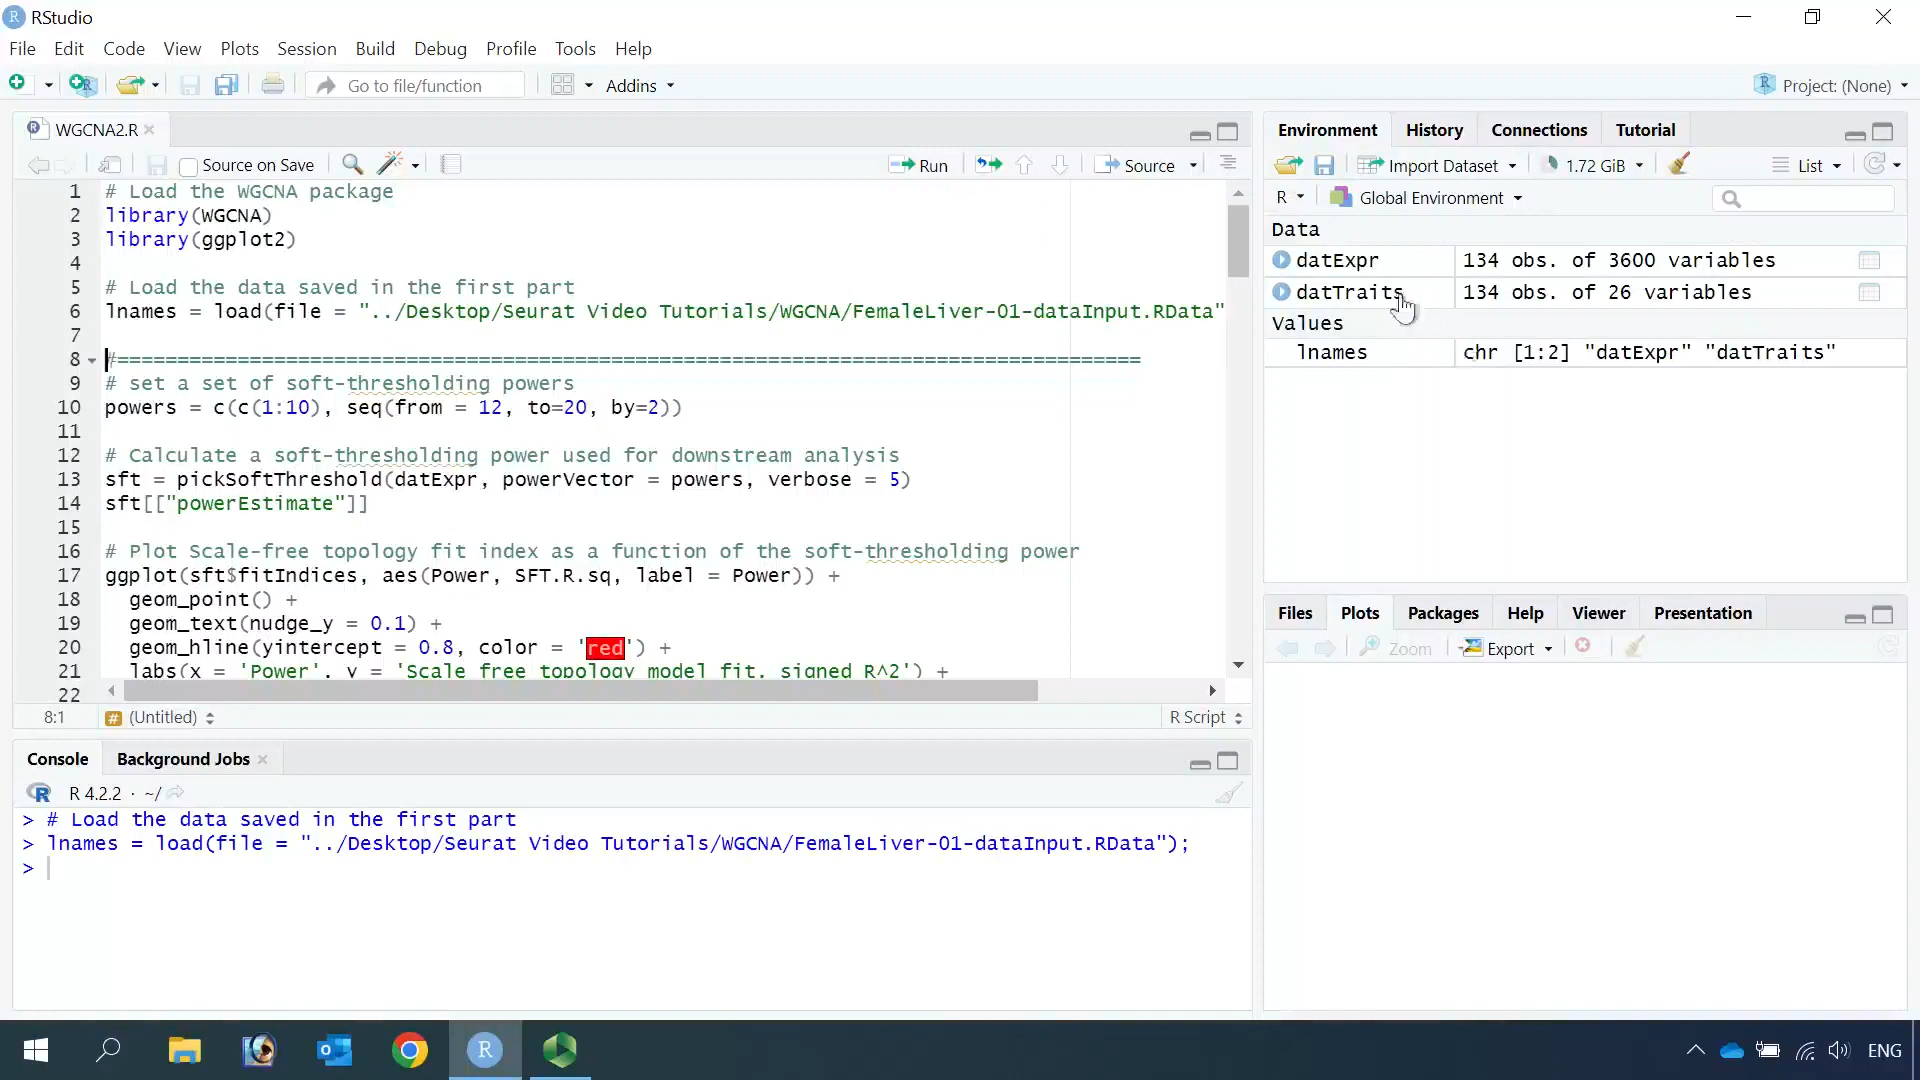 RStudio
File Edit Code View Plots Session Build Debug Profile Tools Help
Go to file/function Addins Project: (None)
WGCNA2.R
Source on Save Run Source
1 # Load the WGCNA package
2 library(WGCNA)
3 library(ggplot2)
4
5 # Load the data saved in the first part
6 lnames = load(file = "../Desktop/Seurat Video Tutorials/WGCNA/FemaleLiver-01-dataInput.RData"
7
8 #=====================================================================================
9 # set a set of soft-thresholding powers
10 powers = c(c(1:10), seq(from = 12, to=20, by=2))
11
12 # Calculate a soft-thresholding power used for downstream analysis
13 sft = pickSoftThreshold(datExpr, powerVector = powers, verbose = 5)
14 sft[["powerEstimate"]]
15
16 # Plot Scale-free topology fit index as a function of the soft-thresholding power
17 ggplot(sft$fitIndices, aes(Power, SFT.R.sq, label = Power)) +
18 geom_point() +
19 geom_text(nudge_y = 0.1) +
20 geom_hline(yintercept = 0.8, color = 'red') +
21 labs(x = 'Power', y = 'Scale free topology model fit, signed R^2') +
22
8:1 # (Untitled) R Script
Console Background Jobs
R 4.2.2 · ~/
> # Load the data saved in the first part
> lnames = load(file = "../Desktop/Seurat Video Tutorials/WGCNA/FemaleLiver-01-dataInput.RData");
>
Environment History Connections Tutorial
Import Dataset 1.72 GiB List
R Global Environment
Data
datExpr 134 obs. of 3600 variables
datTraits 134 obs. of 26 variables
Values
lnames chr [1:2] "datExpr" "datTraits"
Files Plots Packages Help Viewer Presentation
Zoom Export
ENG